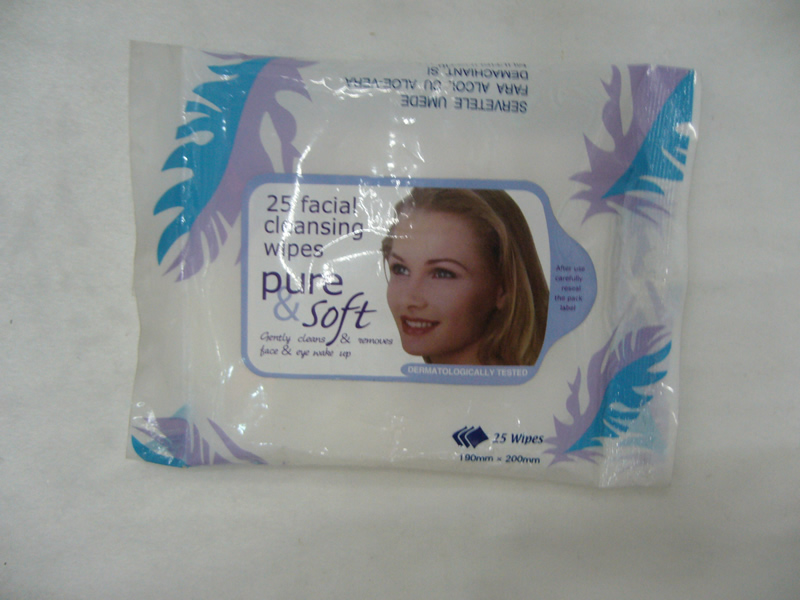 SERVETELE UMEDE
FARA ALCOL CU ALOE-VERA
DEMACHIANT SI
25 facial
cleansing
wipes
pure
& soft
Gently cleans & removes
face & eye make up
After use
carefully
reseal
the pack
label
DERMATOLOGICALLY TESTED
25 Wipes
190mm × 200mm